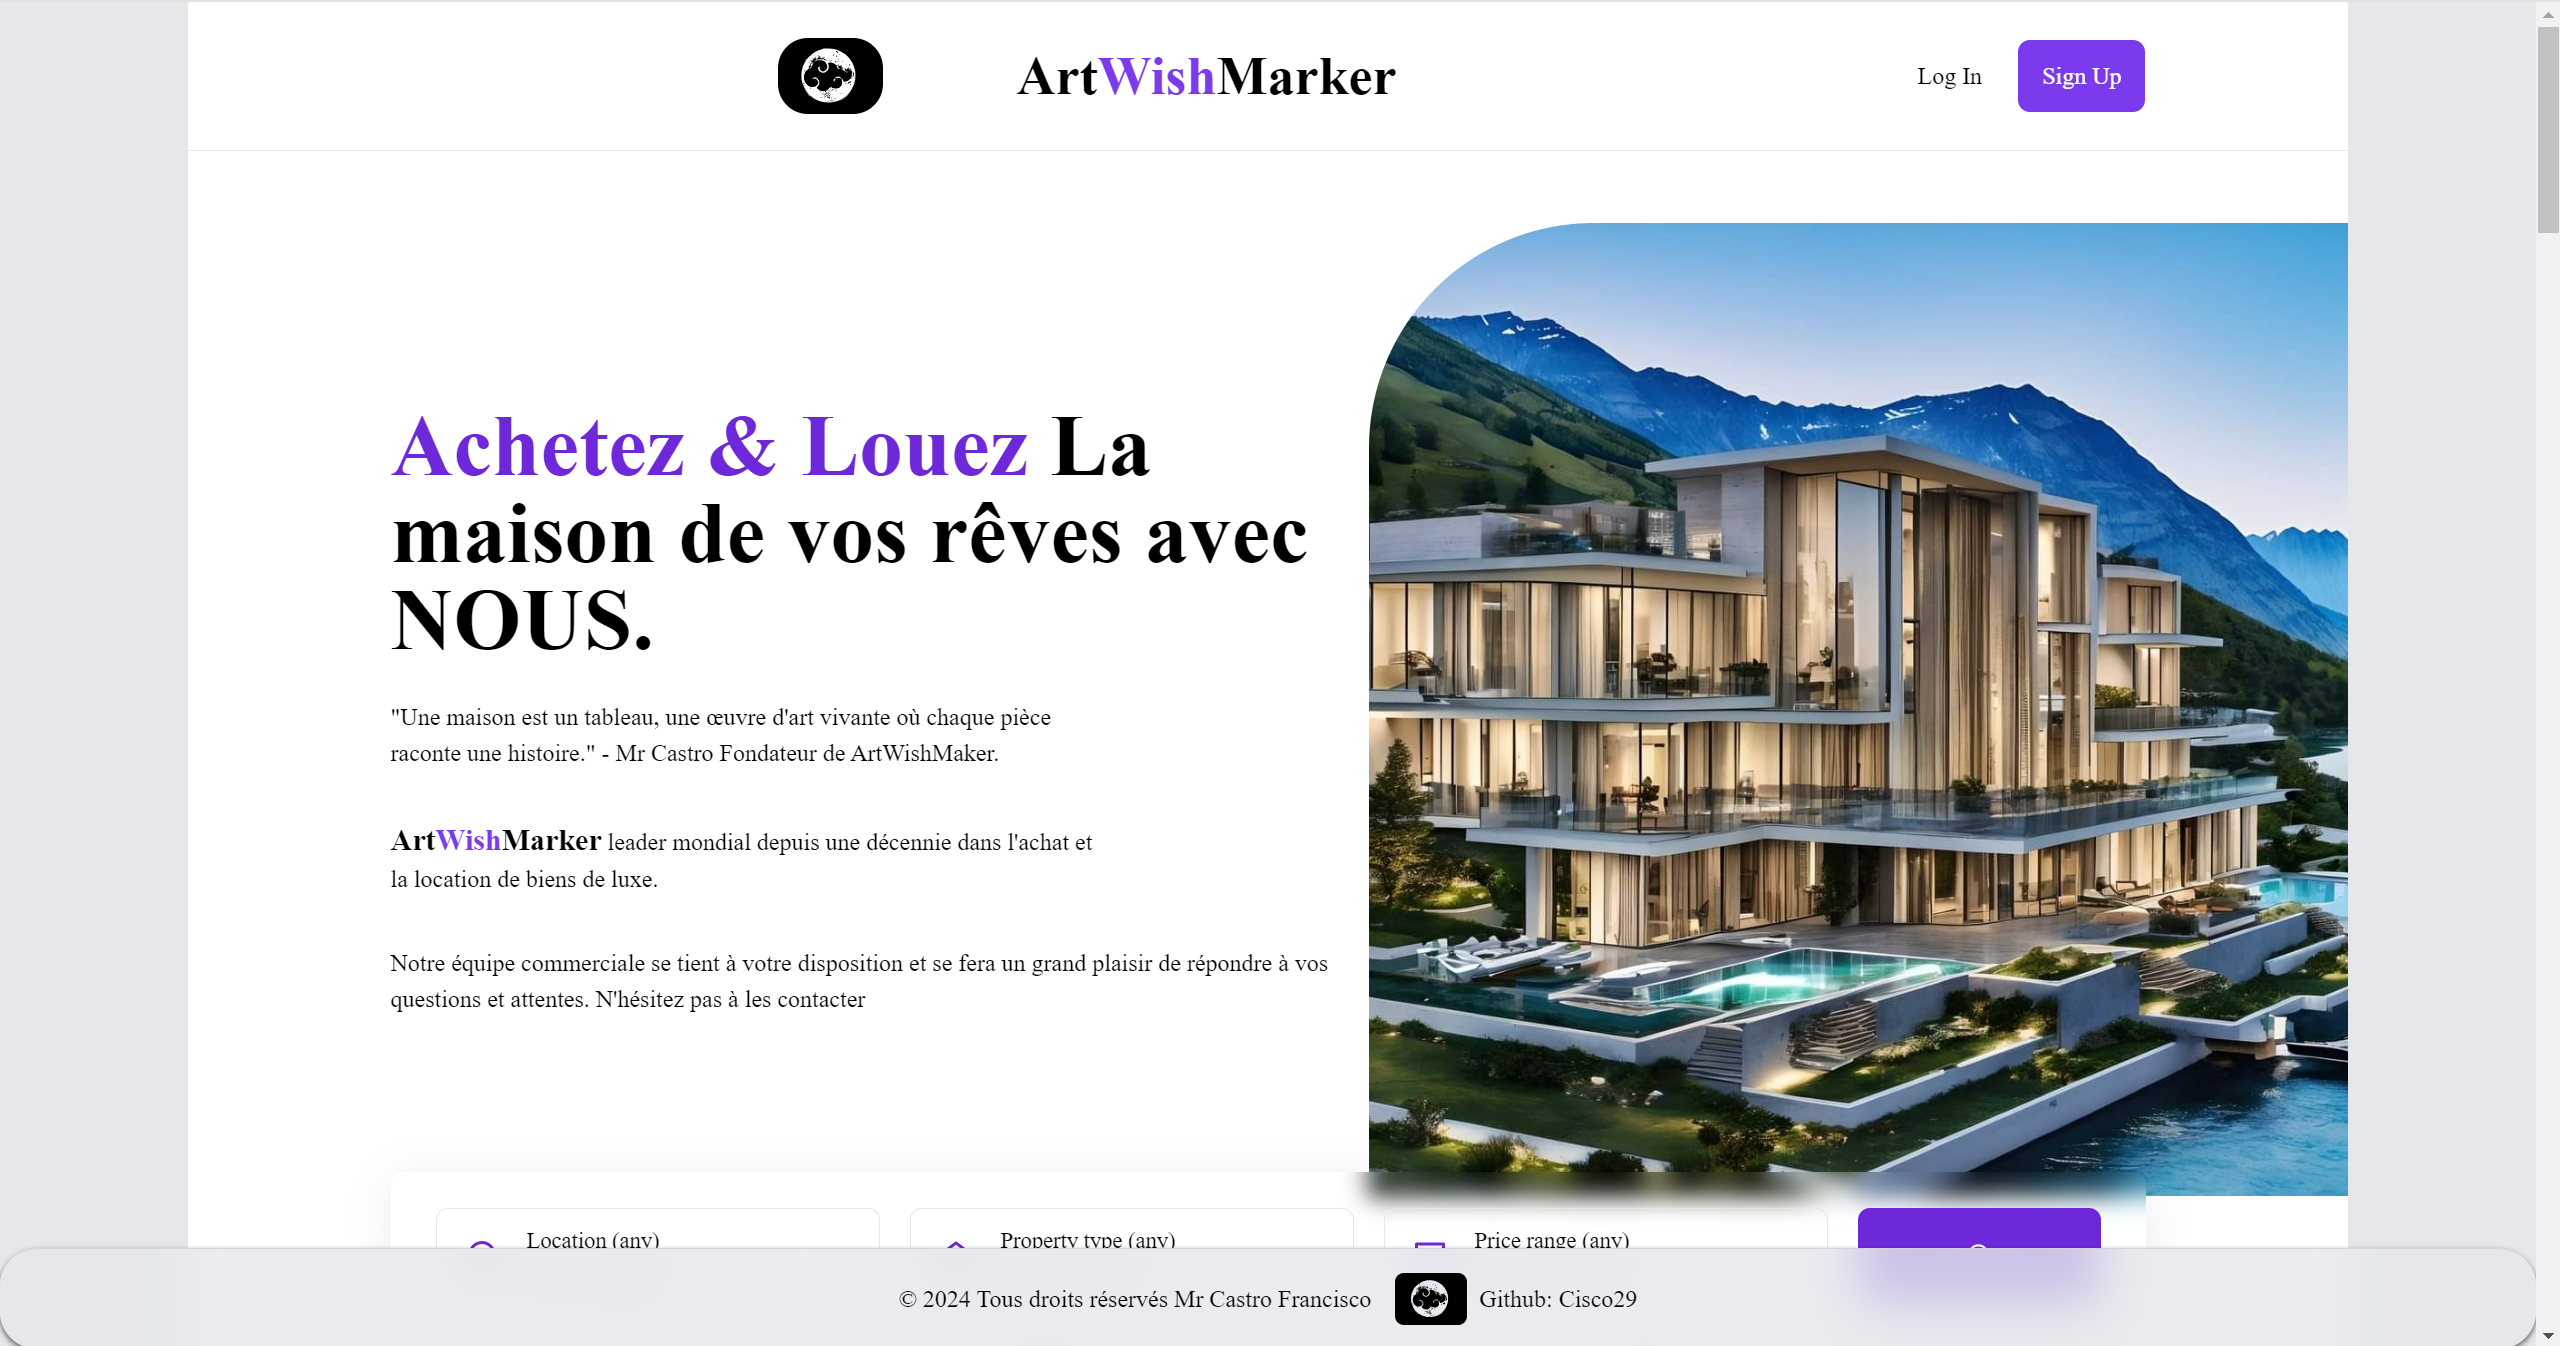 ArtWishMarker
Log In
Sign Up
Achetez & Louez La
maison de vos rêves avec
NOUS.
"Une maison est un tableau, une œuvre d'art vivante où chaque pièce
raconte une histoire." - Mr Castro Fondateur de ArtWishMaker.
ArtWishMarker leader mondial depuis une décennie dans l'achat et
la location de biens de luxe.
Notre équipe commerciale se tient à votre disposition et se fera un grand plaisir de répondre à vos
questions et attentes. N'hésitez pas à les contacter
Location (any)
Property type (any)
Price range (any)
© 2024 Tous droits réservés Mr Castro Francisco
Github: Cisco29